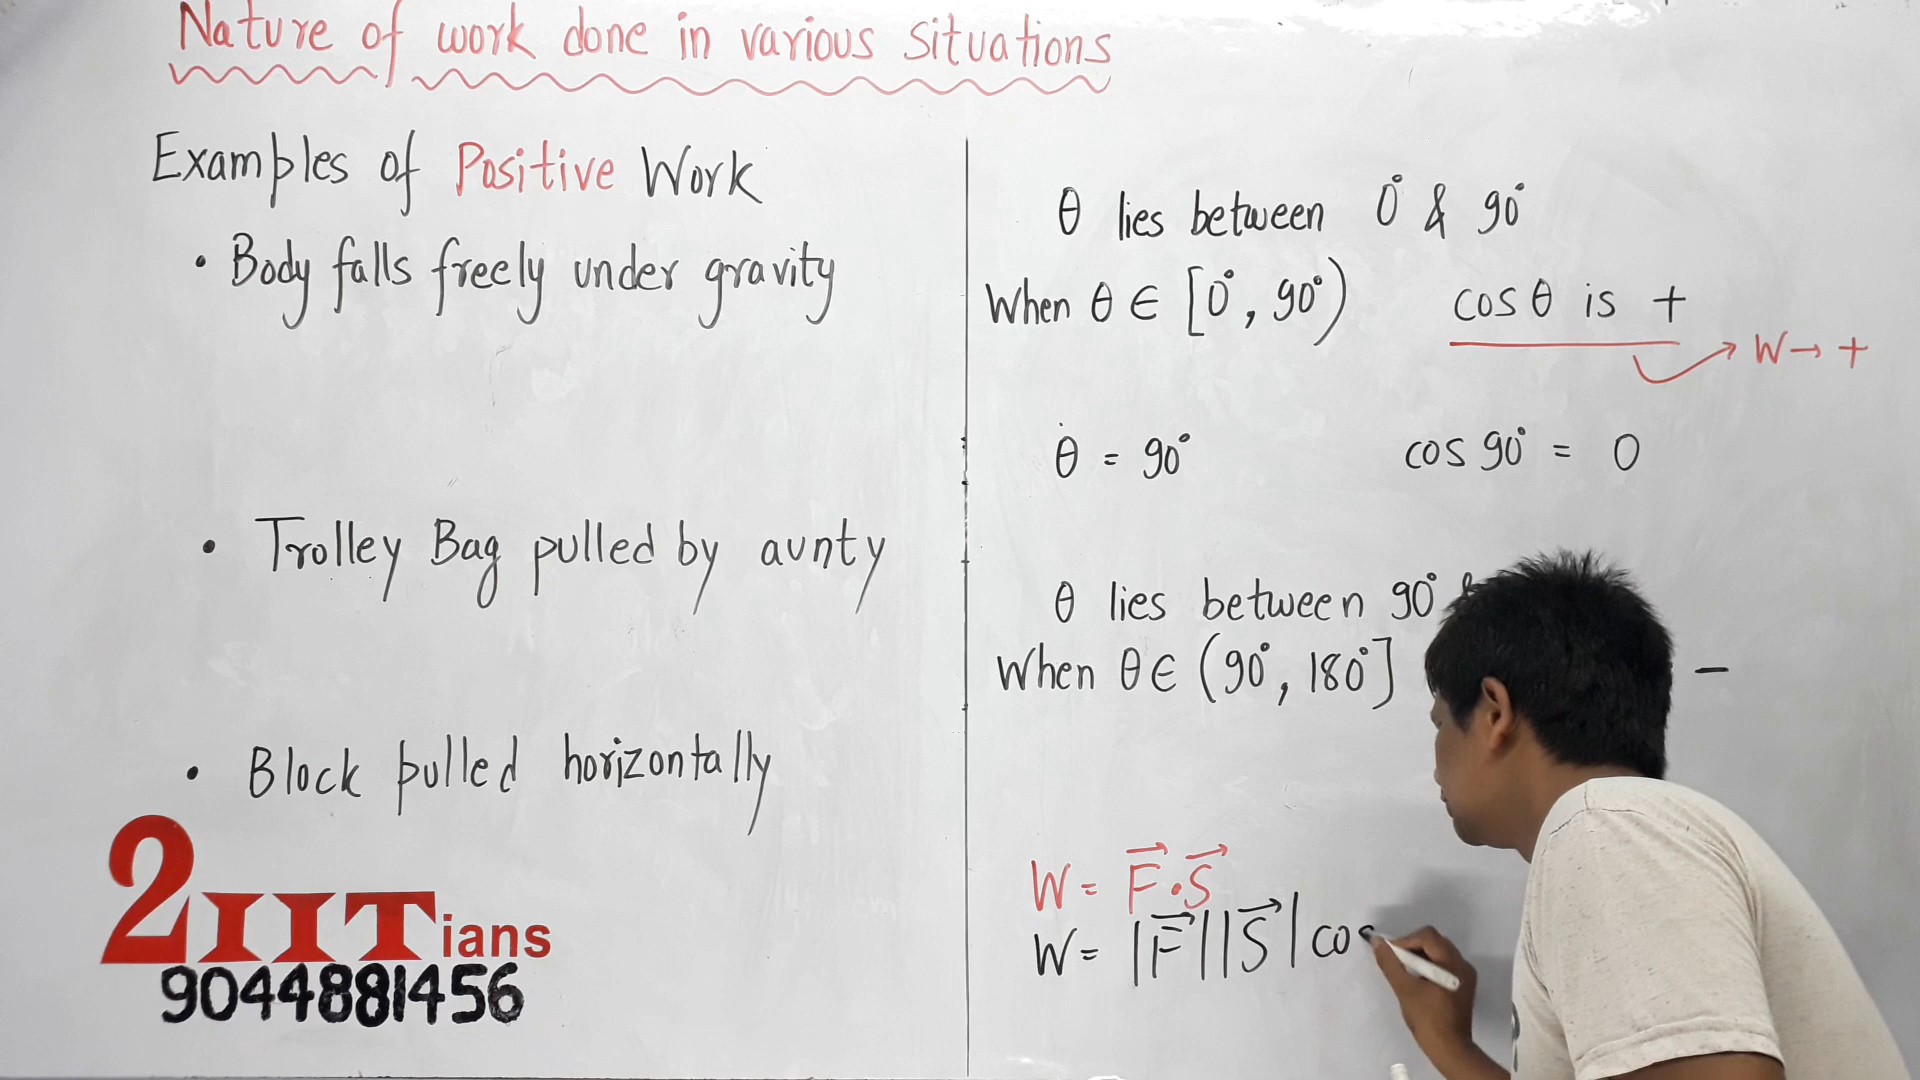 Nature of work done in various situations
Examples of Positive Work
• Body falls freely under gravity
• Trolley Bag pulled by aunty
• Block pulled horizontally
2IITians
9044881456
θ lies between 0° & 90°
When θ ∈ [0°, 90°) cosθ is +
W → +
θ = 90° cos 90° = 0
θ lies between 90° &
When θ ∈ (90°, 180°] –
W = F⃗ · S⃗
W = |F⃗| |S⃗| cos